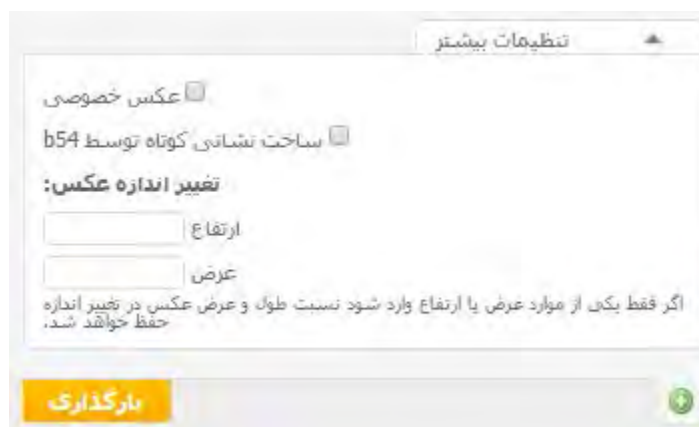 تنظیمات بیشتر
عکس خصوصی
ساخت نشانی کوتاه توسط b54
تغییر اندازه عکس:
ارتفاع
عرض
اگر فقط یکی از موارد عرض یا ارتفاع وارد شود نسبت طول و عرض عکس در تغییر اندازه
حفظ خواهد شد.
بارگذاری